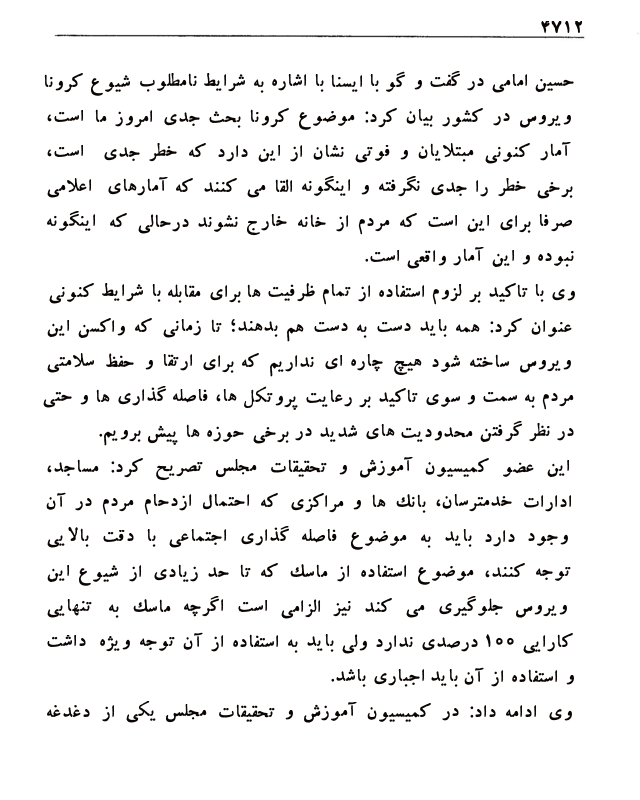 ۴۷۱۲
حسین امامی در گفت و گو با ایسنا با اشاره به شرایط نامطلوب شیوع کرونا
ویروس در کشور بیان کرد: موضوع کرونا بحث جدی امروز ما است،
آمار کنونی مبتلایان و فوتی نشان از این دارد که خطر جدی است،
برخی خطر را جدی نگرفته و اینگونه القا می کنند که آمارهای اعلامی
صرفا برای این است که مردم از خانه خارج نشوند درحالی که اینگونه
نبوده و این آمار واقعی است.
وی با تاکید بر لزوم استفاده از تمام ظرفیت ها برای مقابله با شرایط کنونی
عنوان کرد: همه باید دست به دست هم بدهند؛ تا زمانی که واکسن این
ویروس ساخته شود هیچ چاره ای نداریم که برای ارتقا و حفظ سلامتی
مردم به سمت و سوی تاکید بر رعایت پروتکل ها، فاصله گذاری ها و حتی
در نظر گرفتن محدودیت های شدید در برخی حوزه ها پیش برویم.
این عضو کمیسیون آموزش و تحقیقات مجلس تصریح کرد: مساجد،
ادارات خدمترسان، بانک ها و مراکزی که احتمال ازدحام مردم در آن
وجود دارد باید به موضوع فاصله گذاری اجتماعی با دقت بالایی
توجه کنند، موضوع استفاده از ماسک که تا حد زیادی از شیوع این
ویروس جلوگیری می کند نیز الزامی است اگرچه ماسک به تنهایی
کارایی ۱۰۰ درصدی ندارد ولی باید به استفاده از آن توجه ویژه داشت
و استفاده از آن باید اجباری باشد.
وی ادامه داد: در کمیسیون آموزش و تحقیقات مجلس یکی از دغدغه